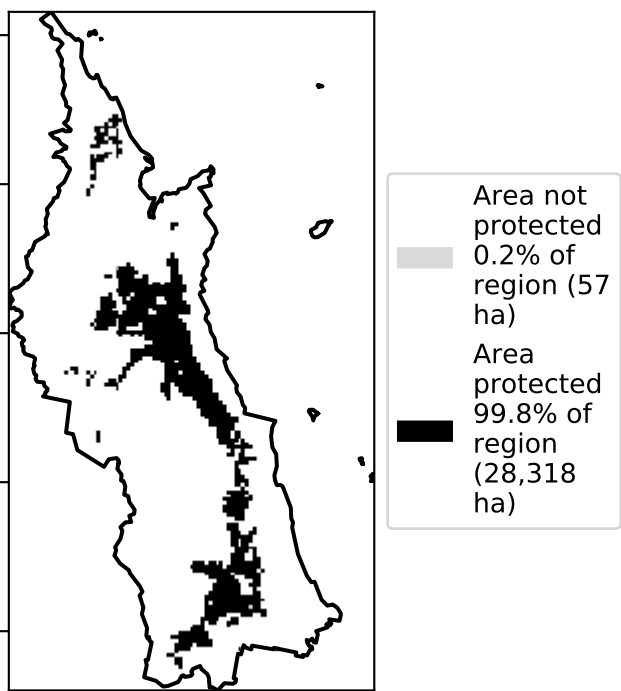 Area not
protected
0.2% of
region (57
ha)
Area
protected
99.8% of
region
(28,318
ha)